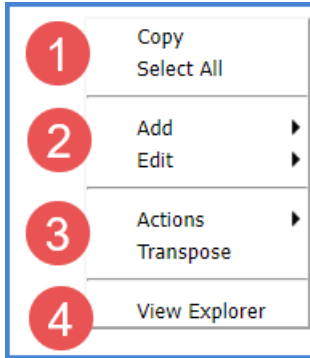 1
Copy
Select All
2
Add
Edit
3
Actions
Transpose
4
View Explorer